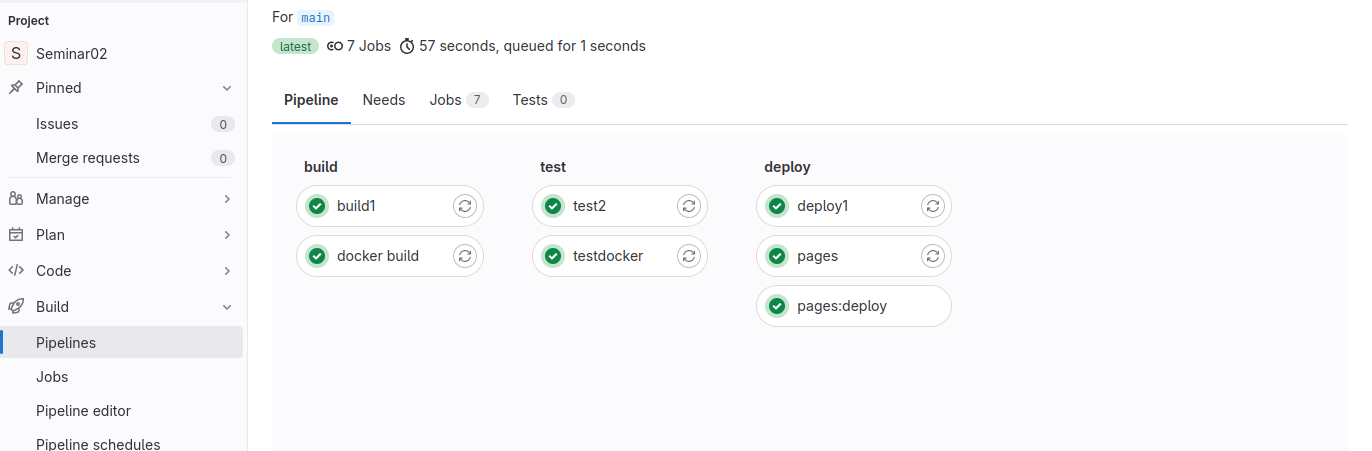 Project
S Seminar02
Pinned
Issues 0
Merge requests 0
Manage
Plan
Code
Build
Pipelines
Jobs
Pipeline editor
Pipeline schedules
For main
latest 7 Jobs 57 seconds, queued for 1 seconds
Pipeline Needs Jobs 7 Tests 0
build test deploy
build1 test2 deploy1
docker build testdocker pages
pages:deploy